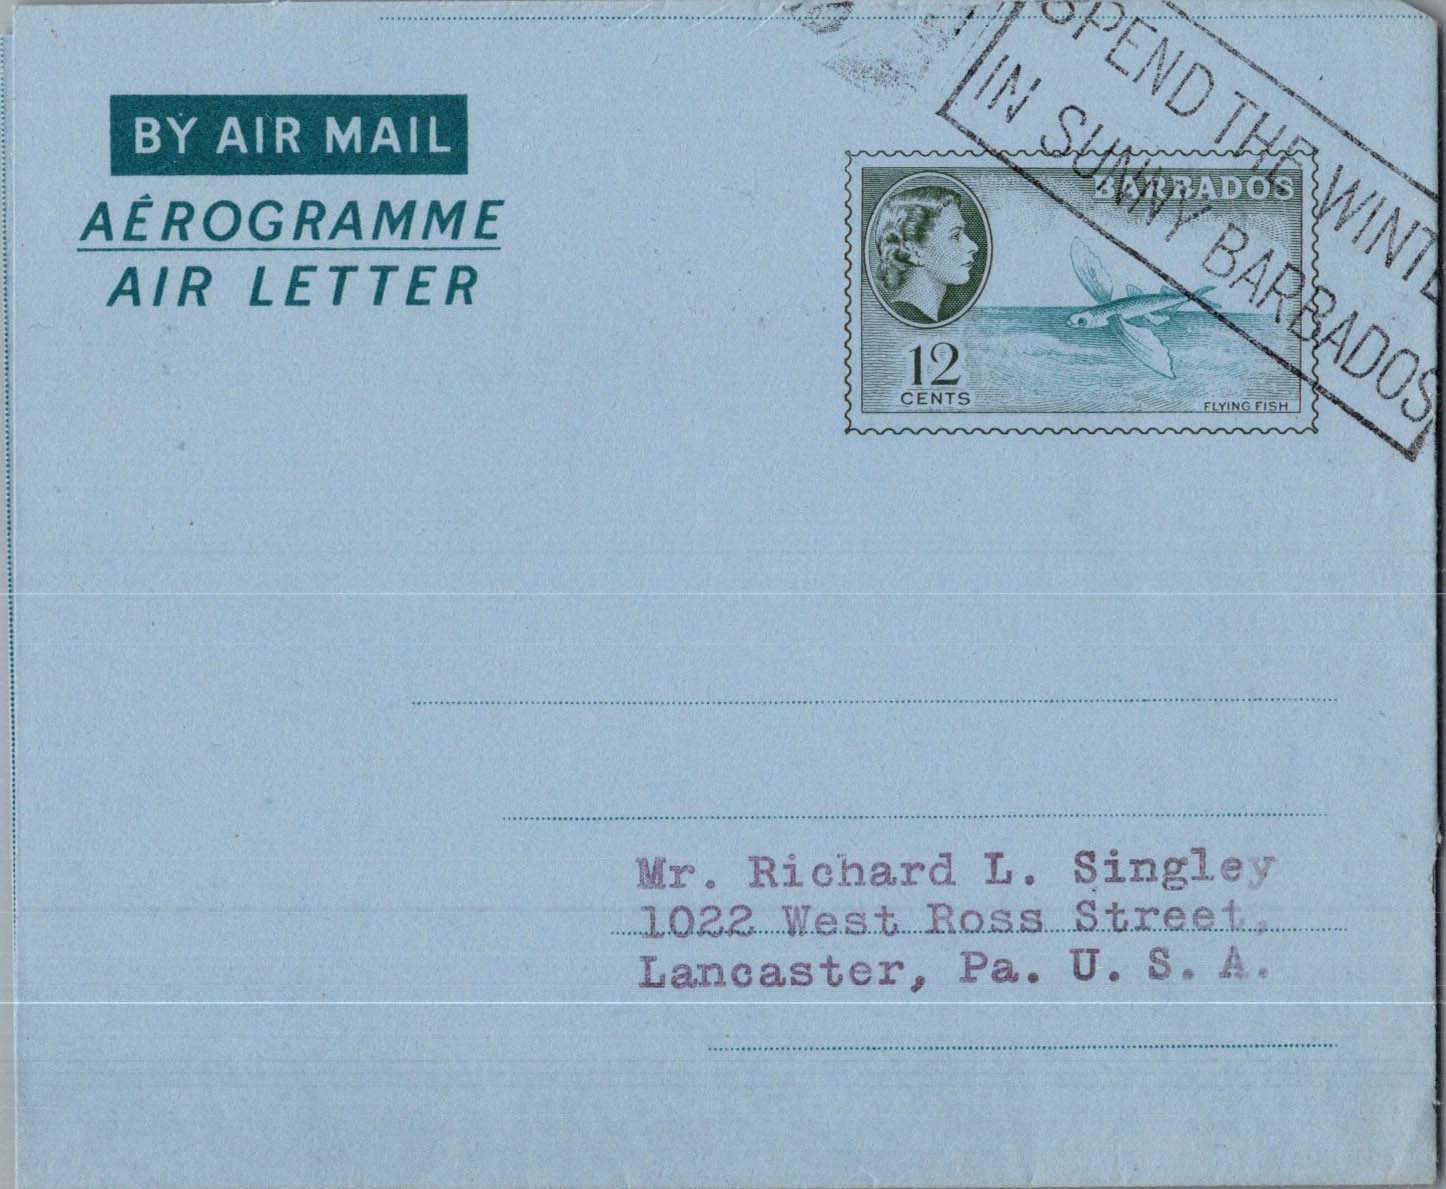 SPEND THE WINTE
IN SUNNY BARBADOS
BY AIR MAIL
AÉROGRAMME
AIR LETTER
BARBADOS
12
CENTS
FLYING FISH
Mr. Richard L. Singley
1022 West Ross Street,
Lancaster, Pa. U. S. A.